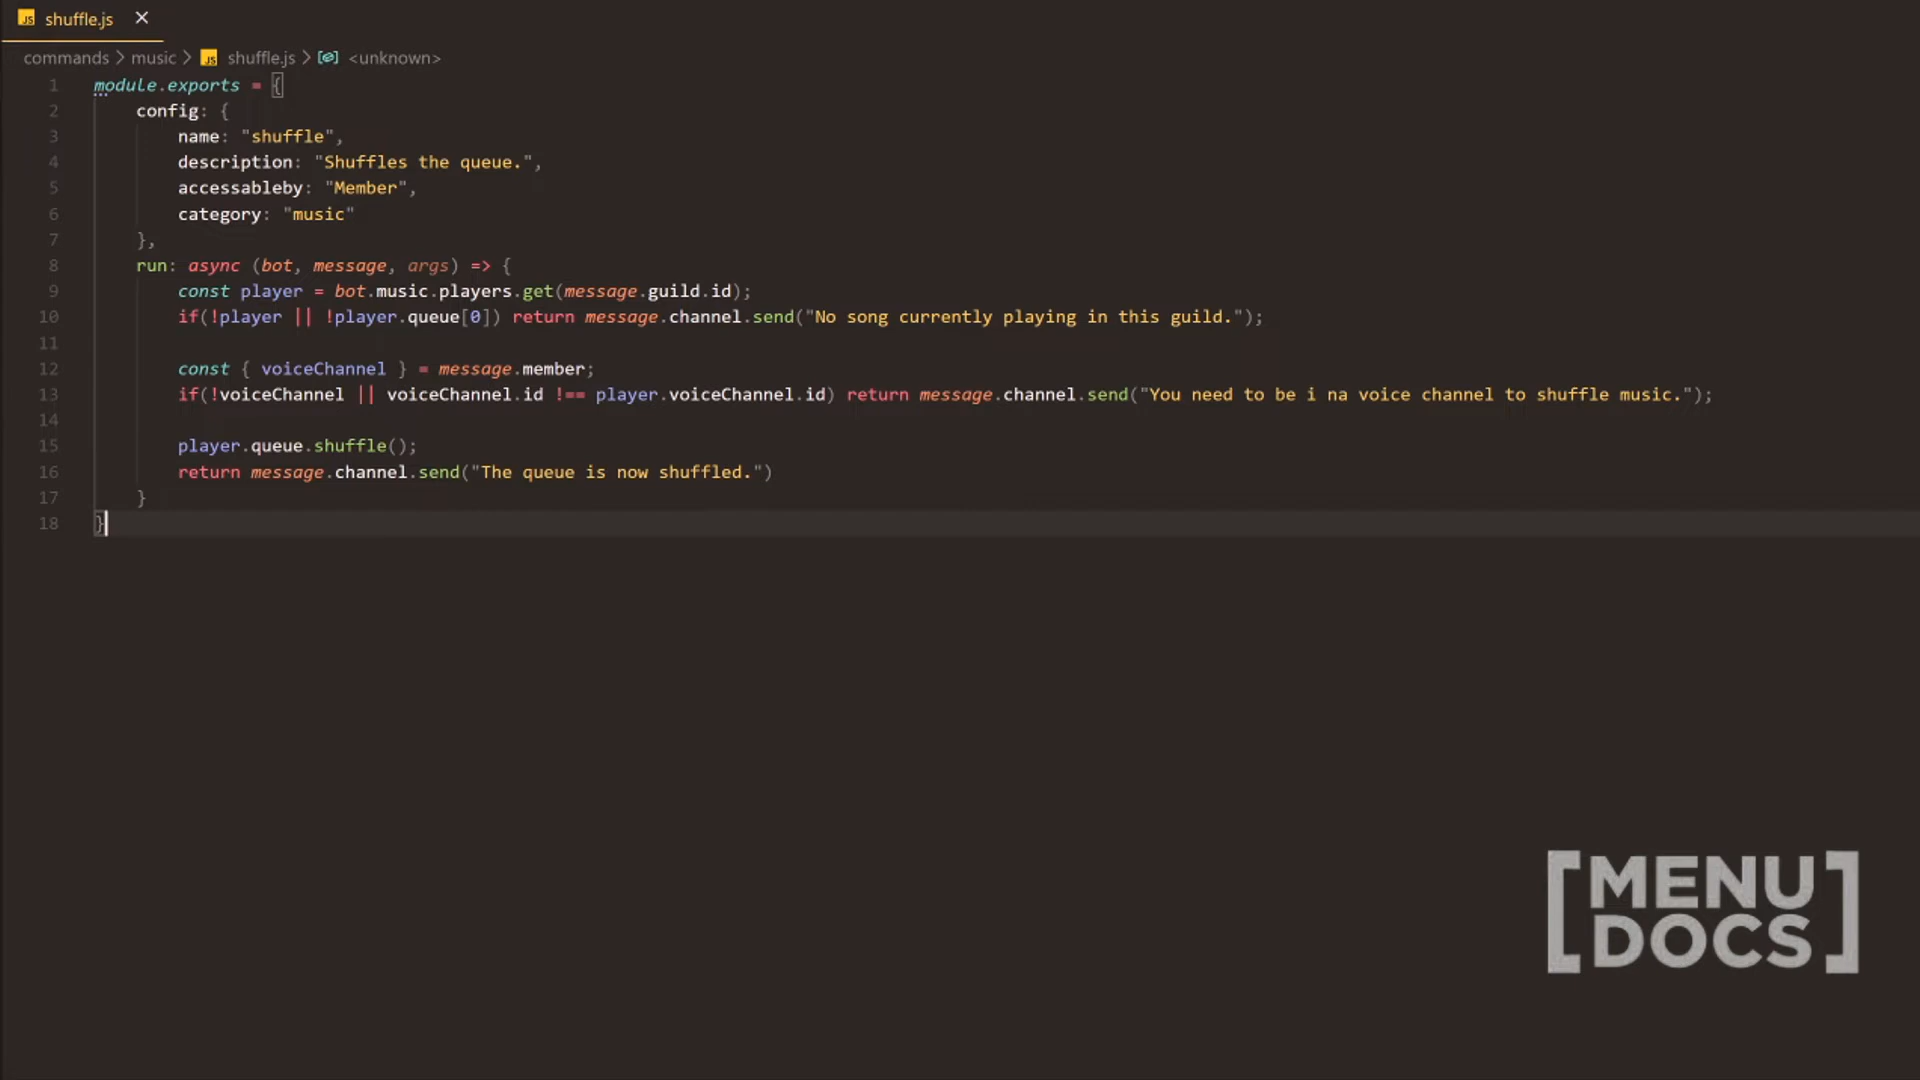 shuffle.js
commands > music > shuffle.js > <unknown>
1 module.exports = {
2 config: {
3 name: "shuffle",
4 description: "Shuffles the queue.",
5 accessableby: "Member",
6 category: "music"
7 },
8 run: async (bot, message, args) => {
9 const player = bot.music.players.get(message.guild.id);
10 if(!player || !player.queue[0]) return message.channel.send("No song currently playing in this guild.");
11
12 const { voiceChannel } = message.member;
13 if(!voiceChannel || voiceChannel.id !== player.voiceChannel.id) return message.channel.send("You need to be i na voice channel to shuffle music.");
14
15 player.queue.shuffle();
16 return message.channel.send("The queue is now shuffled.")
17 }
18 }
[MENU
DOCS]